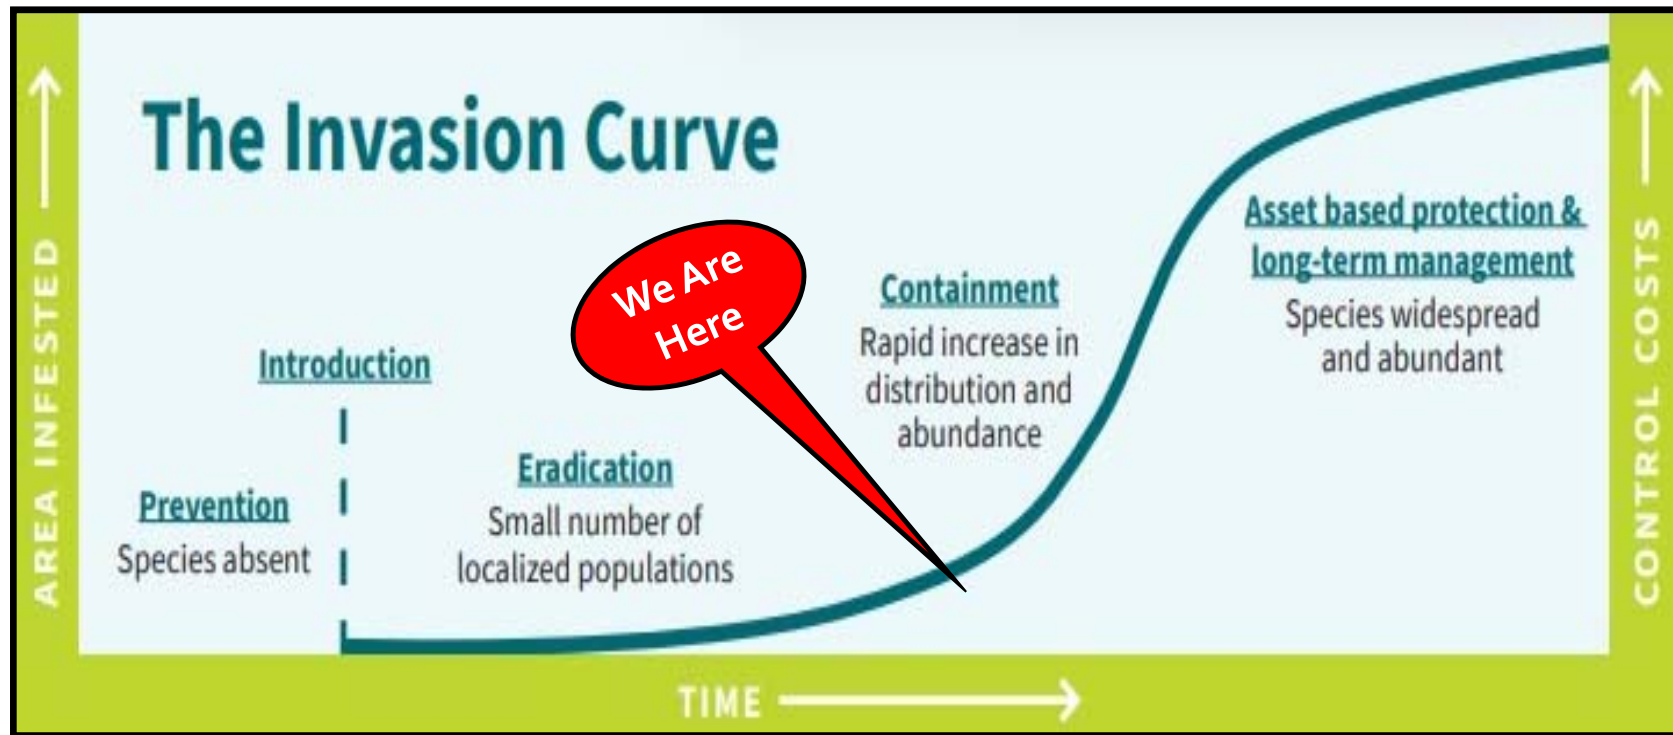 The Invasion Curve
AREA INFESTED
CONTROL COSTS
TIME
Prevention
Species absent
Introduction
Eradication
Small number of
localized populations
We Are
Here
Containment
Rapid increase in
distribution and
abundance
Asset based protection &
long-term management
Species widespread
and abundant